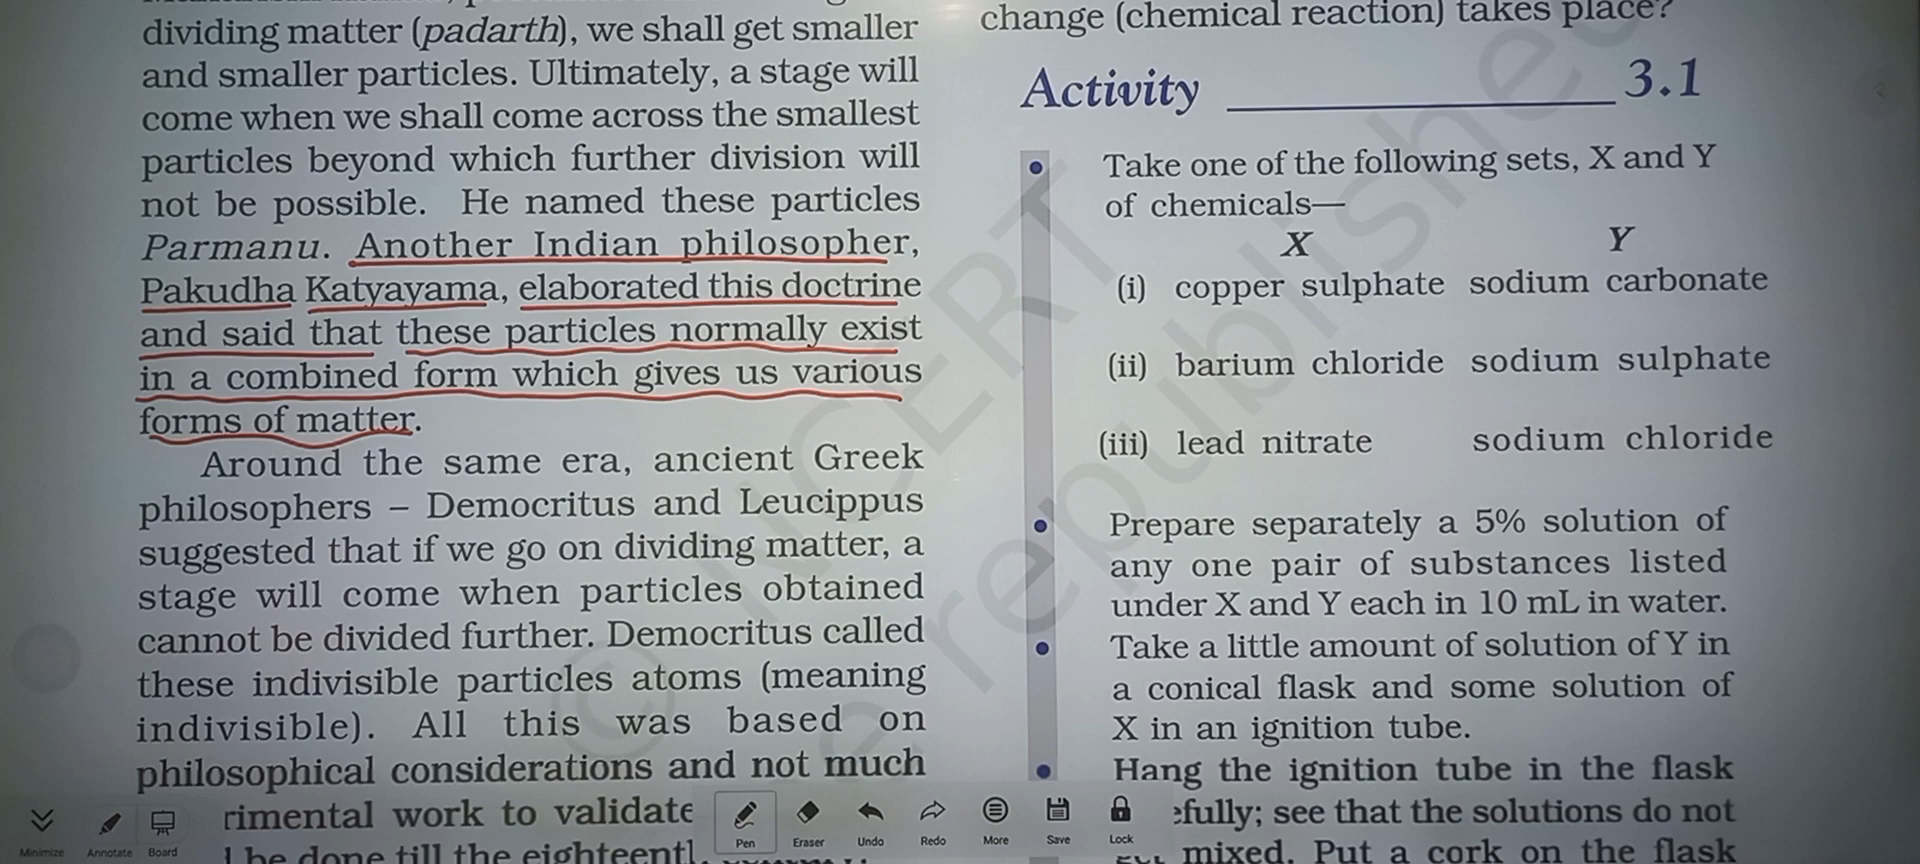 dividing matter (padarth), we shall get smaller
and smaller particles. Ultimately, a stage will
come when we shall come across the smallest
particles beyond which further division will
not be possible. He named these particles
Parmanu. Another Indian philosopher,
Pakudha Katyayama, elaborated this doctrine
and said that these particles normally exist
in a combined form which gives us various
forms of matter.
Around the same era, ancient Greek
philosophers – Democritus and Leucippus
suggested that if we go on dividing matter, a
stage will come when particles obtained
cannot be divided further. Democritus called
these indivisible particles atoms (meaning
indivisible). All this was based on
philosophical considerations and not much
rimental work to validate
be done till the
change (chemical reaction) takes place?
Activity 3.1
• Take one of the following sets, X and Y
of chemicals—
X Y
(i) copper sulphate sodium carbonate
(ii) barium chloride sodium sulphate
(iii) lead nitrate sodium chloride
• Prepare separately a 5% solution of
any one pair of substances listed
under X and Y each in 10 mL in water.
• Take a little amount of solution of Y in
a conical flask and some solution of
X in an ignition tube.
• Hang the ignition tube in the flask
efully; see that the solutions do not
mixed. Put a cork on the flask
© NCERT
republished
Minimize Annotate Board Pen Eraser Undo Redo More Save Lock